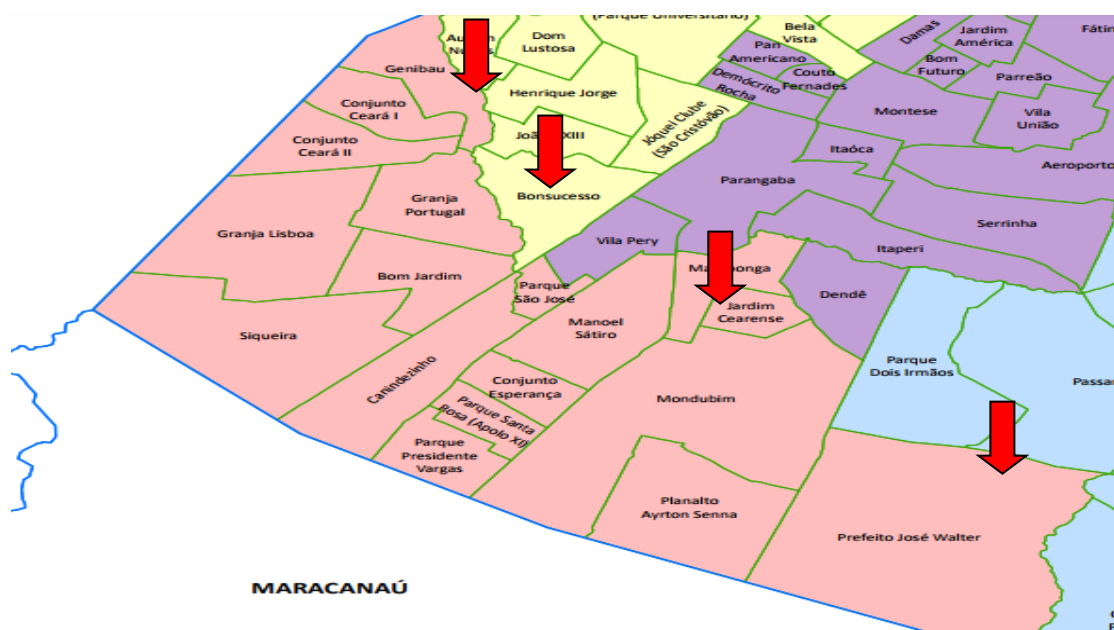 (Parque Universitário)
Bela
Vista
Damas
Jardim
América
Dom
Lustosa
Pan
Americano
Couto
Fernades
Bom
Futuro
Parreão
Genibau
Demócrito
Rocha
Henrique Jorge
Conjunto
Ceará I
Montese
Vila
União
Jóquei Clube
(São Cristóvão)
Conjunto
Ceará II
Itaóca
Aeroporto
Parangaba
Bonsucesso
Granja
Portugal
Serrinha
Granja Lisboa
Vila Pery
Itaperi
Bom Jardim
Parque
São José
Dendê
Jardim
Cearense
Manoel
Sátiro
Siqueira
Parque
Dois Irmãos
Canindezinho
Conjunto
Esperança
Mondubim
Parque Santa
Rosa (Apolo XI)
Parque
Presidente
Vargas
Planalto
Ayrton Senna
Prefeito José Walter
MARACANAÚ